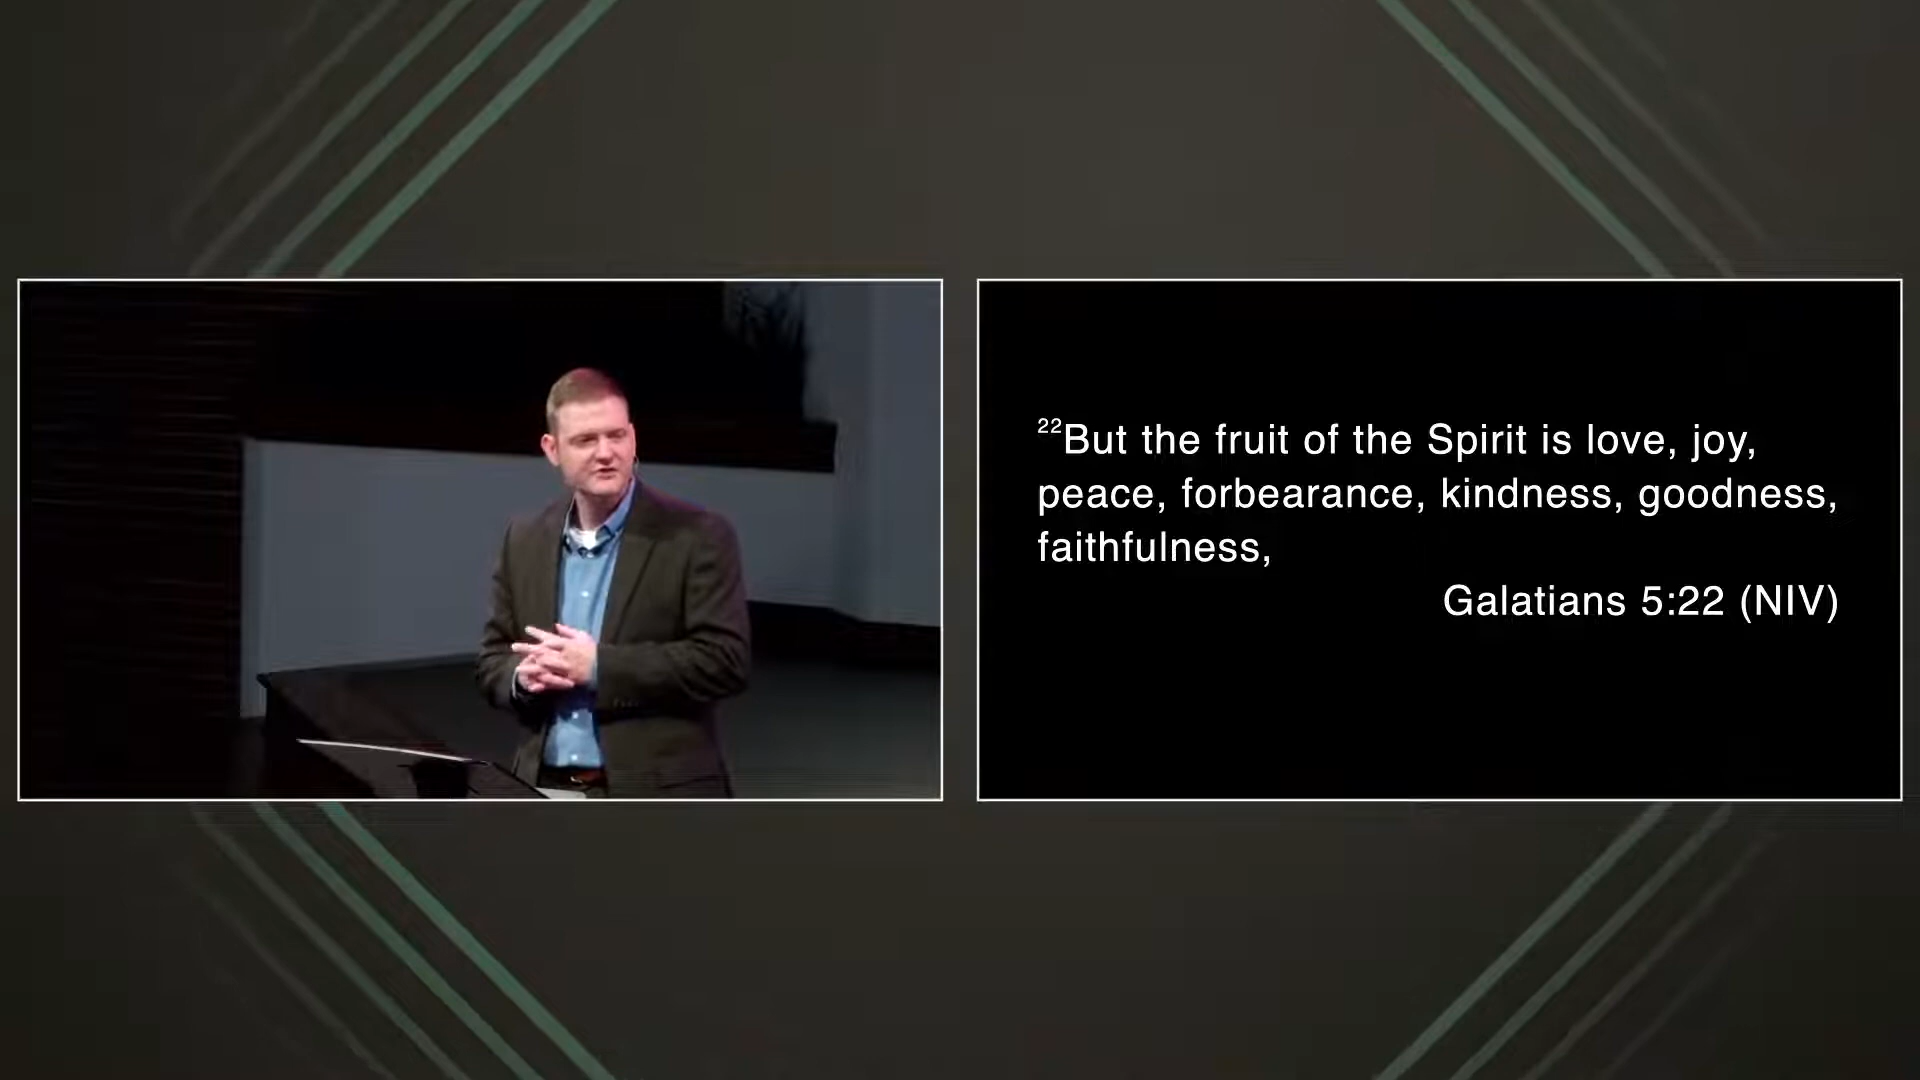 22But the fruit of the Spirit is love, joy,
peace, forbearance, kindness, goodness,
faithfulness,
Galatians 5:22 (NIV)